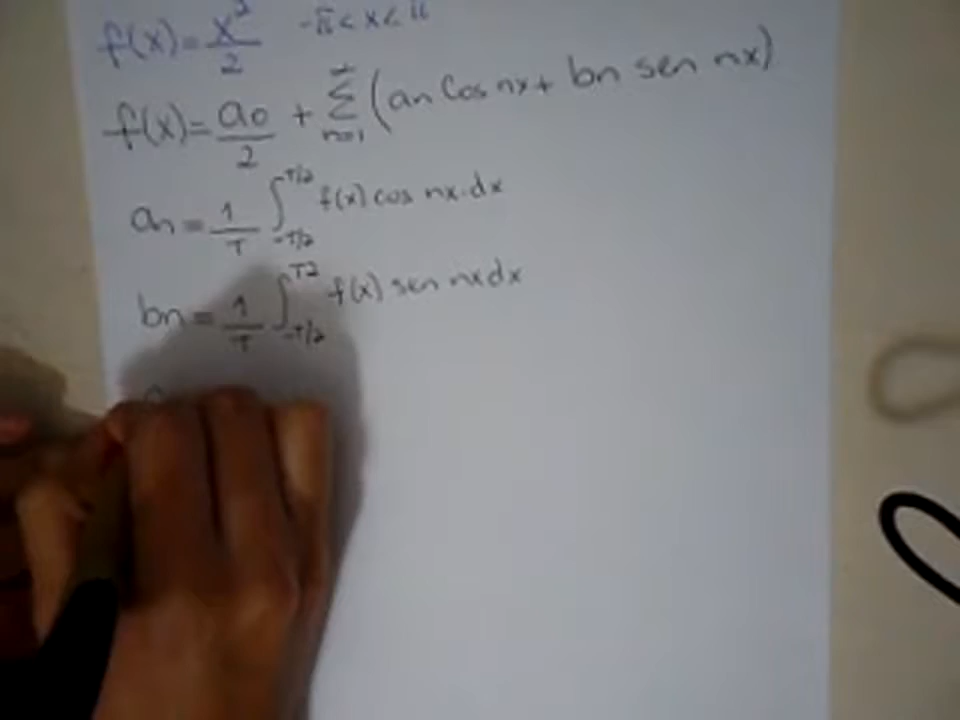 f(x)=x²/2 -π<x<π
f(x)=a0/2 + ∑ n=1 ∞ (an Cos nx + bn sen nx)
an = 1/T ∫ -T/2 T/2 f(x) cos nx.dx
bn = 1/T ∫ -T/2 T2 f(x) sen nx dx